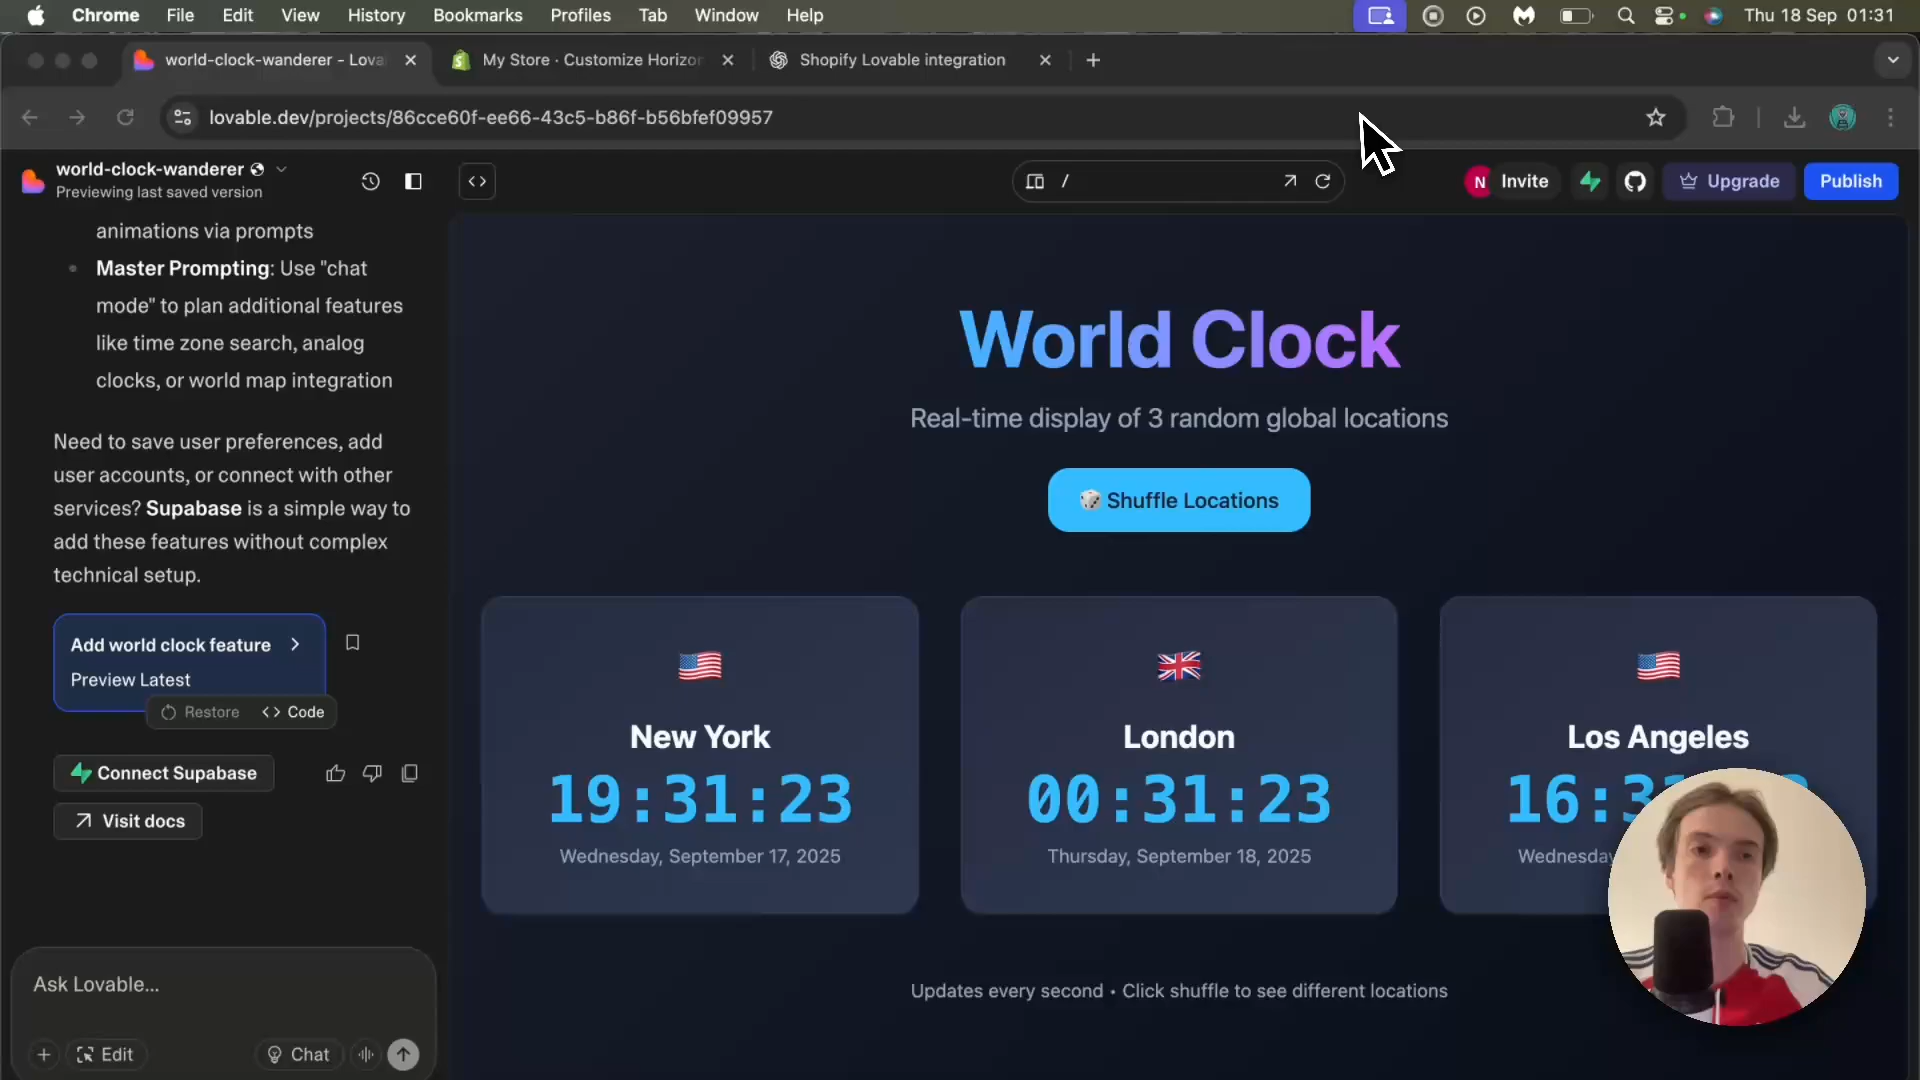 Chrome File Edit View History Bookmarks Profiles Tab Window Help Thu 18 Sep 01:31
world-clock-wanderer - Lova My Store · Customize Horizo Shopify Lovable integration
lovable.dev/projects/86cce60f-ee66-43c5-b86f-b56bfef09957
world-clock-wanderer
Previewing last saved version
/
N Invite Upgrade Publish
animations via prompts
• Master Prompting: Use "chat
mode" to plan additional features
like time zone search, analog
clocks, or world map integration
Need to save user preferences, add
user accounts, or connect with other
services? Supabase is a simple way to
add these features without complex
technical setup.
Add world clock feature
Preview Latest
Restore Code
Connect Supabase
Visit docs
Ask Lovable...
Edit Chat
World Clock
Real-time display of 3 random global locations
Shuffle Locations
New York
19:31:23
Wednesday, September 17, 2025
London
00:31:23
Thursday, September 18, 2025
Los Angeles
16:3
Wednesday
Updates every second • Click shuffle to see different locations